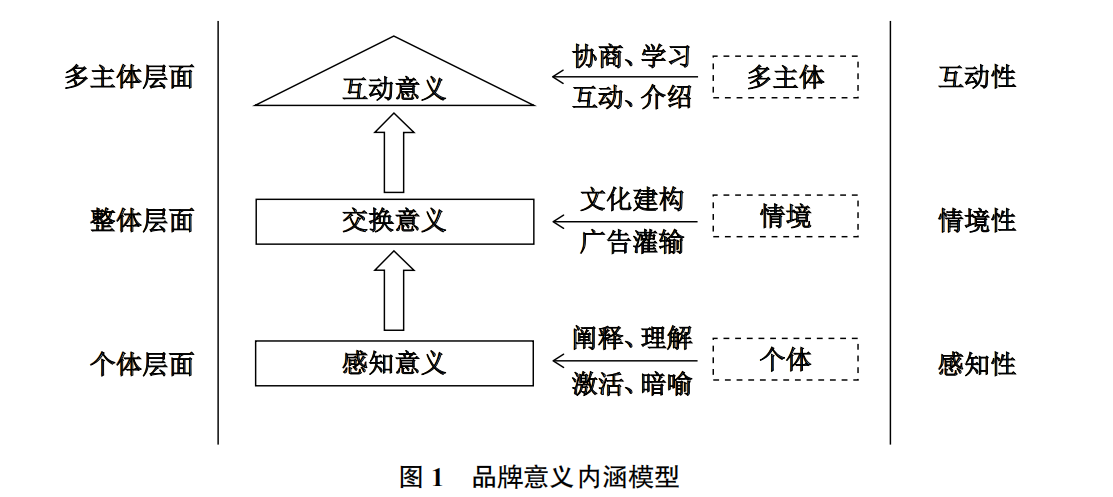 多主体层面
互动意义
协商、学习
互动、介绍
多主体
互动性
整体层面
交换意义
文化建构
广告灌输
情境
情境性
个体层面
感知意义
阐释、理解
激活、暗喻
个体
感知性
图 1 品牌意义内涵模型